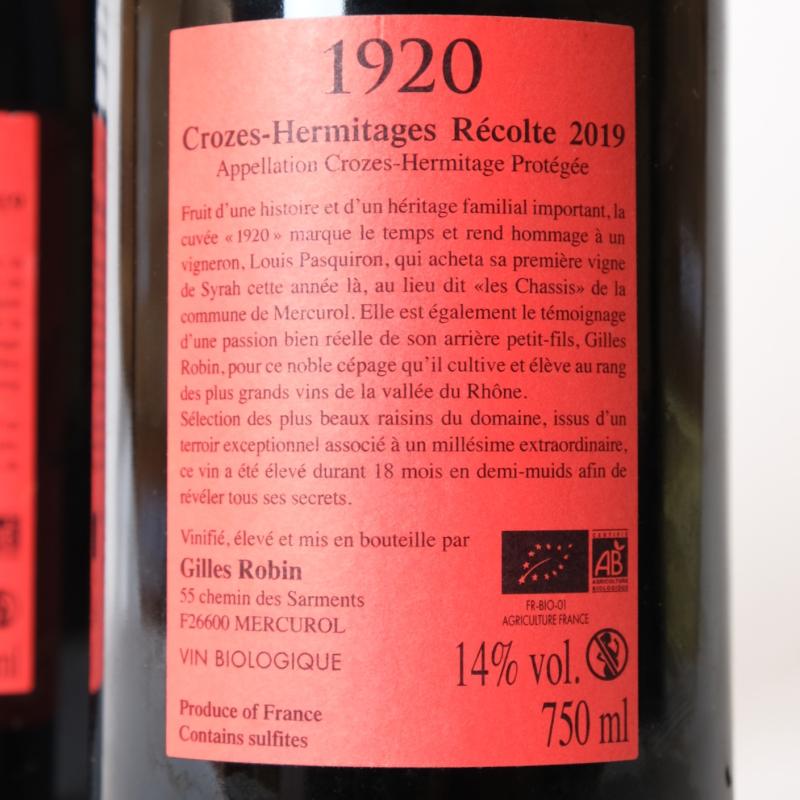 1920
Crozes-Hermitages Récolte 2019
Appellation Crozes-Hermitage Protégée
Fruit d'une histoire et d'un héritage familial important, la
cuvée « 1920 » marque le temps et rend hommage à un
vigneron, Louis Pasquiron, qui acheta sa première vigne
de Syrah cette année là, au lieu dit «les Chassis» de la
commune de Mercurol. Elle est également le témoignage
d'une passion bien réelle de son arrière petit-fils, Gilles
Robin, pour ce noble cépage qu'il cultive et élève au rang
des plus grands vins de la vallée du Rhône.
Sélection des plus beaux raisins du domaine, issus d'un
terroir exceptionnel associé à un millésime extraordinaire,
ce vin a été élevé durant 18 mois en demi-muids afin de
révéler tous ses secrets.
Vinifié, élevé et mis en bouteille par
Gilles Robin
55 chemin des Sarments
F26600 MERCUROL
VIN BIOLOGIQUE
Produce of France
Contains sulfites
CERTIFIÉ
AB
AGRICULTURE
BIOLOGIQUE
FR-BIO-01
AGRICULTURE FRANCE
14% vol.
750 ml